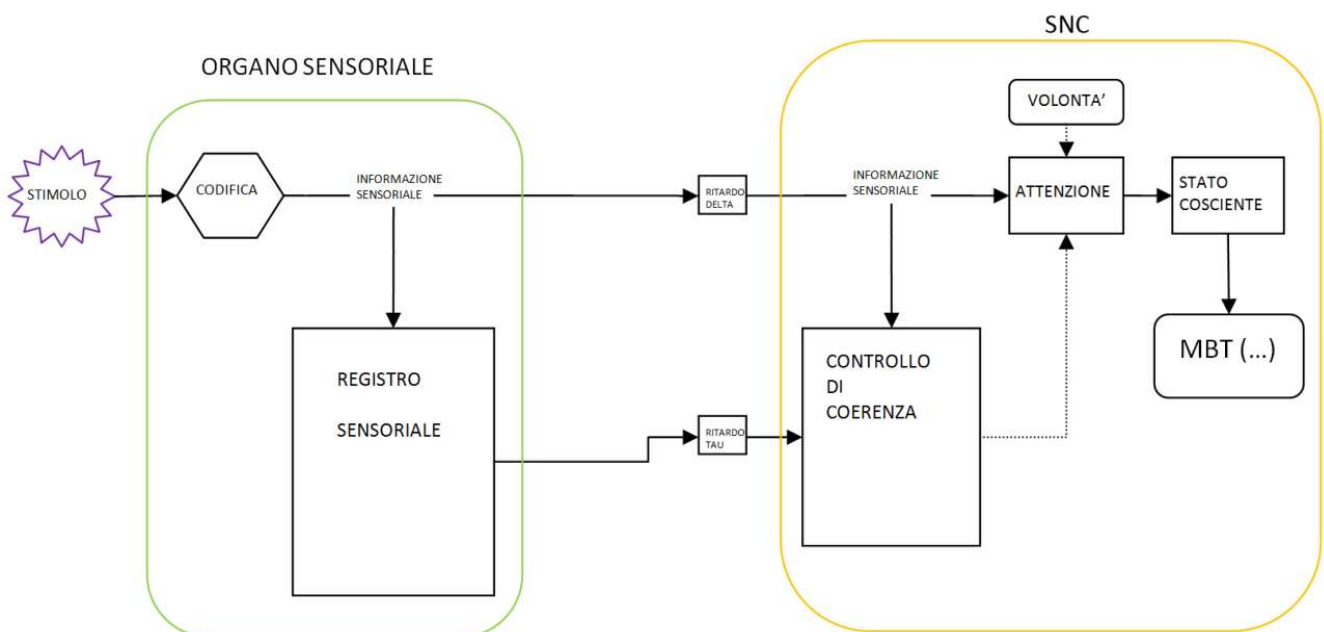 SNC
ORGANO SENSORIALE
VOLONTA’
STIMOLO
CODIFICA
INFORMAZIONE
SENSORIALE
RITARDO
DELTA
INFORMAZIONE
SENSORIALE
ATTENZIONE
STATO
COSCIENTE
REGISTRO
SENSORIALE
RITARDO
TAU
CONTROLLO
DI
COERENZA
MBT (...)